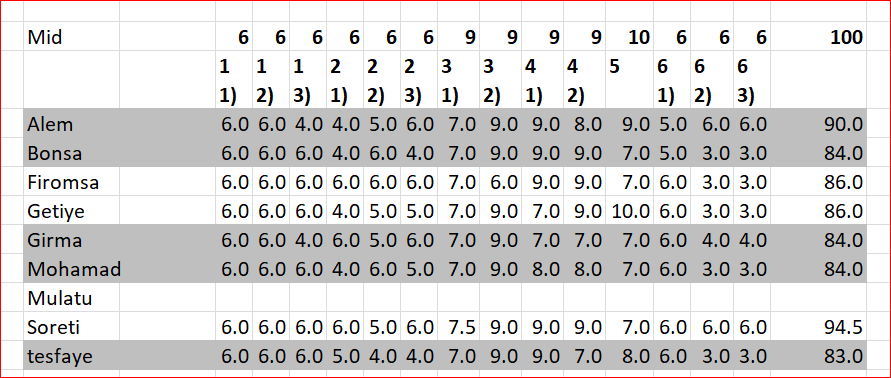 Mid 6 6 6 6 6 6 9 9 9 9 10 6 6 6 100
1 1 1 2 2 2 3 3 4 4 5 6 6 6
1) 2) 3) 1) 2) 3) 1) 2) 1) 2) 1) 2) 3)
Alem 6.0 6.0 4.0 4.0 5.0 6.0 7.0 9.0 9.0 8.0 9.0 5.0 6.0 6.0 90.0
Bonsa 6.0 6.0 6.0 4.0 6.0 4.0 7.0 9.0 9.0 9.0 7.0 5.0 3.0 3.0 84.0
Firomsa 6.0 6.0 6.0 6.0 6.0 6.0 7.0 6.0 9.0 9.0 7.0 6.0 3.0 3.0 86.0
Getiye 6.0 6.0 6.0 4.0 5.0 5.0 7.0 9.0 7.0 9.0 10.0 6.0 3.0 3.0 86.0
Girma 6.0 6.0 4.0 6.0 5.0 6.0 7.0 9.0 7.0 7.0 7.0 6.0 4.0 4.0 84.0
Mohamad 6.0 6.0 6.0 4.0 6.0 5.0 7.0 9.0 8.0 8.0 7.0 6.0 3.0 3.0 84.0
Mulatu
Soreti 6.0 6.0 6.0 6.0 5.0 6.0 7.5 9.0 9.0 9.0 7.0 6.0 6.0 6.0 94.5
tesfaye 6.0 6.0 6.0 5.0 4.0 4.0 7.0 9.0 9.0 7.0 8.0 6.0 3.0 3.0 83.0